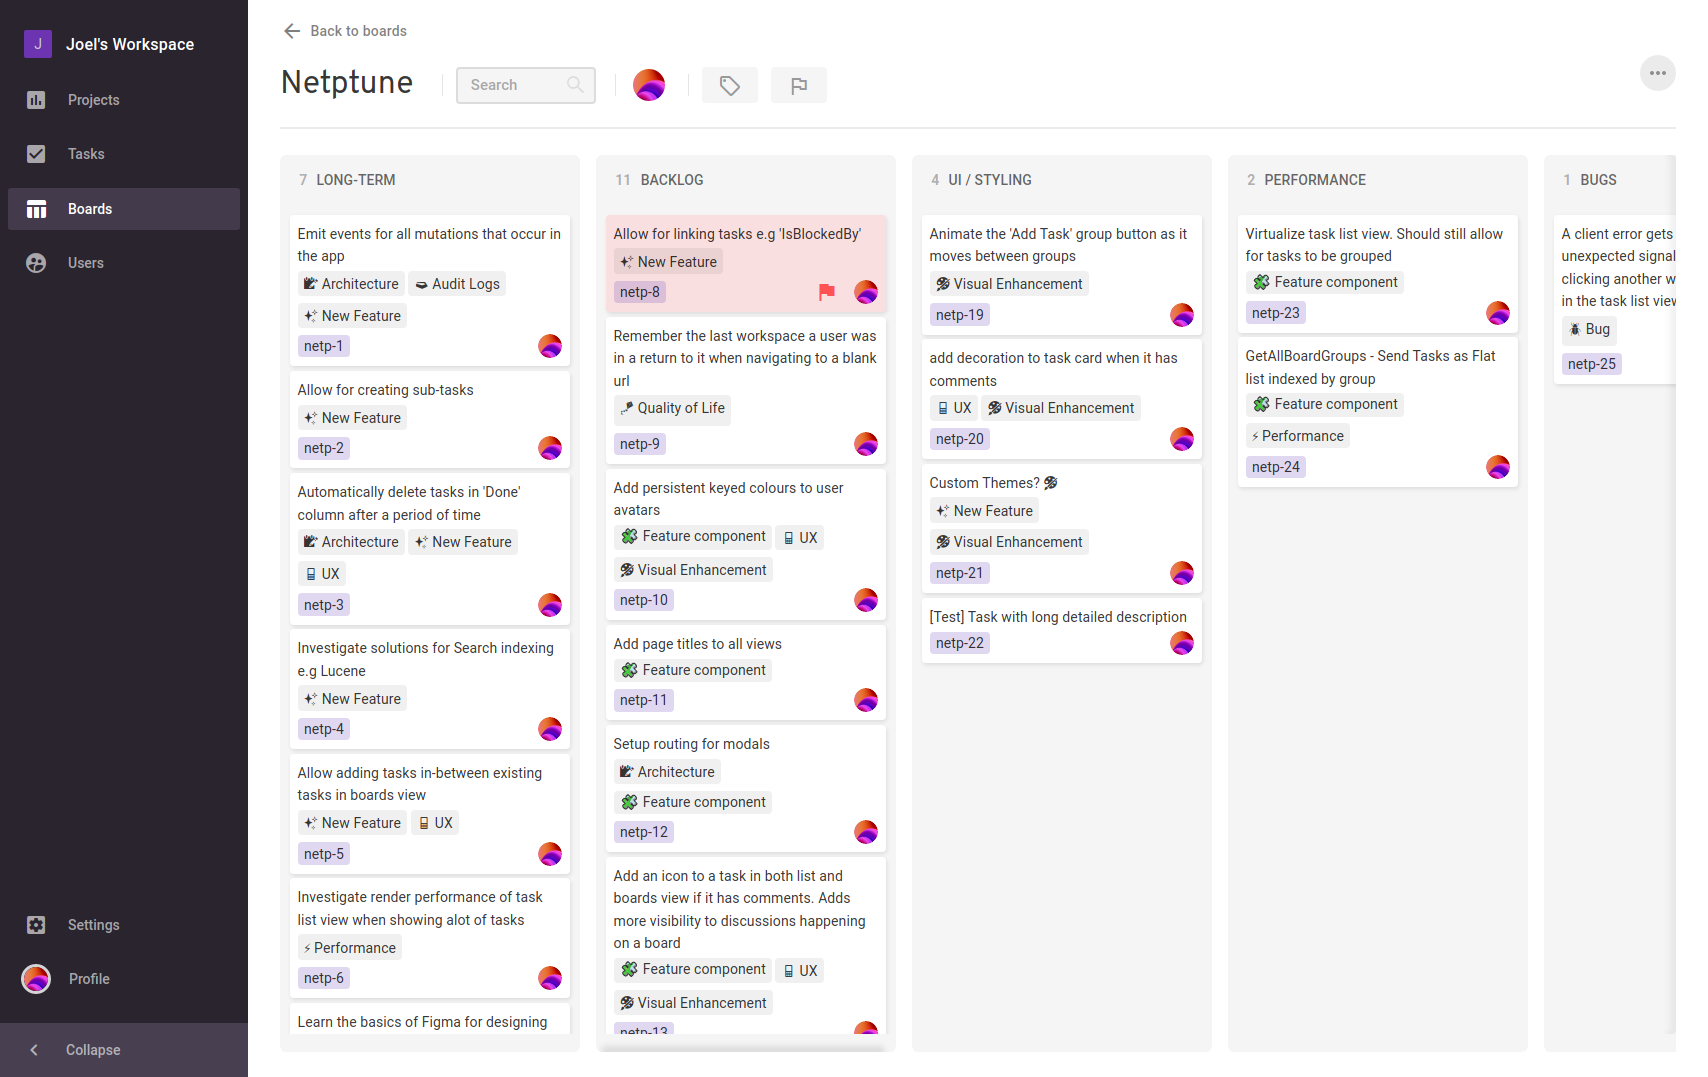 J Joel's Workspace
Projects
Tasks
Boards
Users
Settings
Profile
Collapse
Back to boards
Netptune
Search
7 LONG-TERM
Emit events for all mutations that occur in
the app
Architecture Audit Logs
New Feature
netp-1
Allow for creating sub-tasks
New Feature
netp-2
Automatically delete tasks in 'Done'
column after a period of time
Architecture New Feature
UX
netp-3
Investigate solutions for Search indexing
e.g Lucene
New Feature
netp-4
Allow adding tasks in-between existing
tasks in boards view
New Feature UX
netp-5
Investigate render performance of task
list view when showing alot of tasks
Performance
netp-6
Learn the basics of Figma for designing
11 BACKLOG
Allow for linking tasks e.g 'IsBlockedBy'
New Feature
netp-8
Remember the last workspace a user was
in a return to it when navigating to a blank
url
Quality of Life
netp-9
Add persistent keyed colours to user
avatars
Feature component UX
Visual Enhancement
netp-10
Add page titles to all views
Feature component
netp-11
Setup routing for modals
Architecture
Feature component
netp-12
Add an icon to a task in both list and
boards view if it has comments. Adds
more visibility to discussions happening
on a board
Feature component UX
Visual Enhancement
netp-13
4 UI / STYLING
Animate the 'Add Task' group button as it
moves between groups
Visual Enhancement
netp-19
add decoration to task card when it has
comments
UX Visual Enhancement
netp-20
Custom Themes?
New Feature
Visual Enhancement
netp-21
[Test] Task with long detailed description
netp-22
2 PERFORMANCE
Virtualize task list view. Should still allow
for tasks to be grouped
Feature component
netp-23
GetAllBoardGroups - Send Tasks as Flat
list indexed by group
Feature component
Performance
netp-24
1 BUGS
A client error gets
unexpected signal
clicking another w
in the task list view
Bug
netp-25